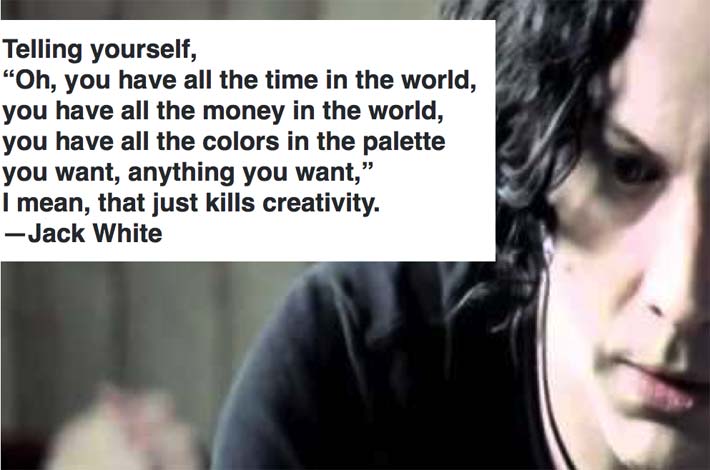 Telling yourself,
“Oh, you have all the time in the world,
you have all the money in the world,
you have all the colors in the palette
you want, anything you want,”
I mean, that just kills creativity.
—Jack White